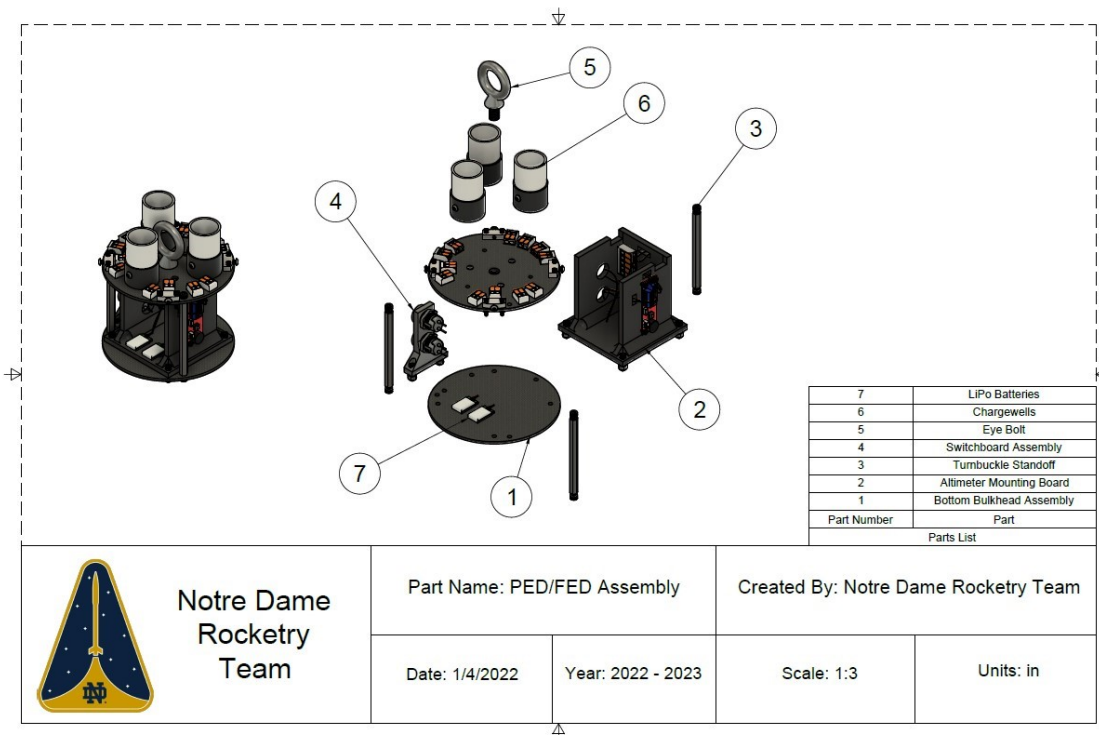 5
6
3
4
2
7
1
7 LiPo Batteries
6 Chargewells
5 Eye Bolt
4 Switchboard Assembly
3 Turnbuckle Standoff
2 Altimeter Mounting Board
1 Bottom Bulkhead Assembly
Part Number Part
Parts List
ND
Notre Dame
Rocketry
Team
Part Name: PED/FED Assembly
Created By: Notre Dame Rocketry Team
Date: 1/4/2022
Year: 2022 - 2023
Scale: 1:3
Units: in